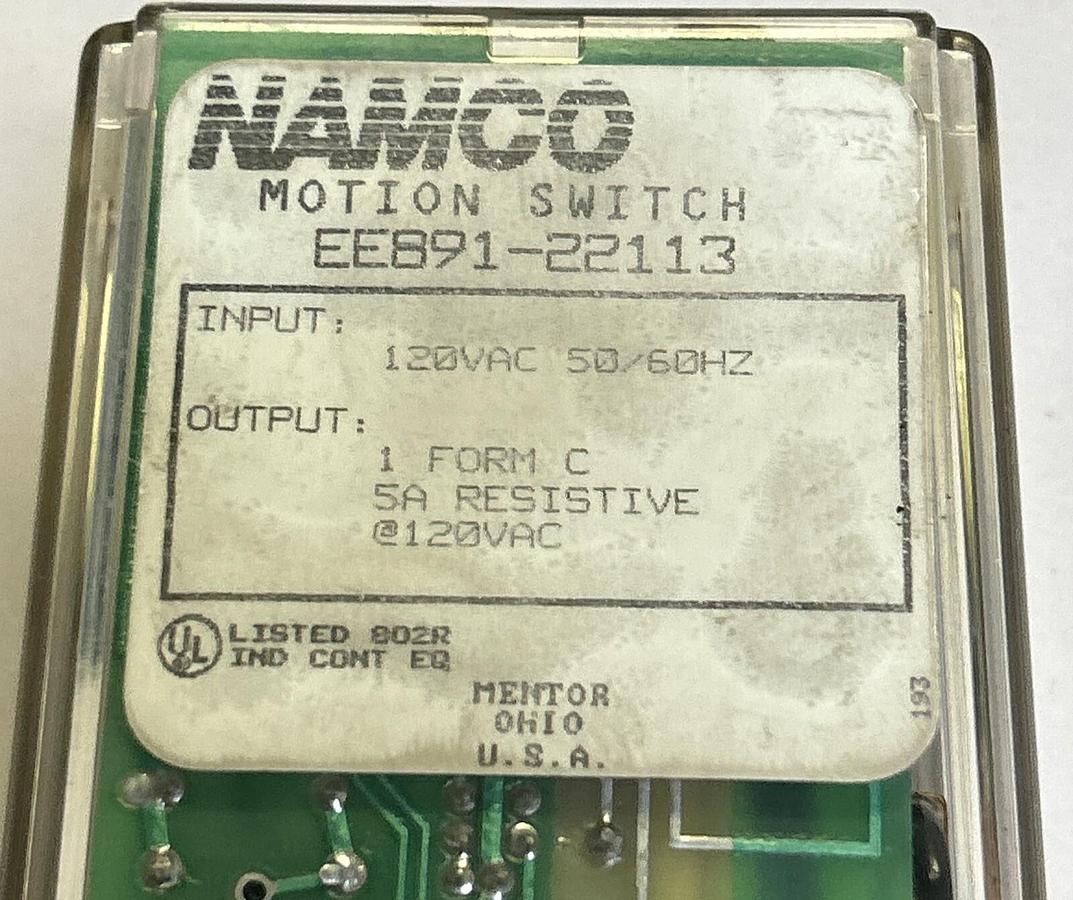 NAMCO
MOTION SWITCH
EE891-22113
INPUT:
120VAC 50/60HZ
OUTPUT:
1 FORM C
5A RESISTIVE
@120VAC
UL LISTED 802R
IND CONT EQ
MENTOR
OHIO
U.S.A.
193